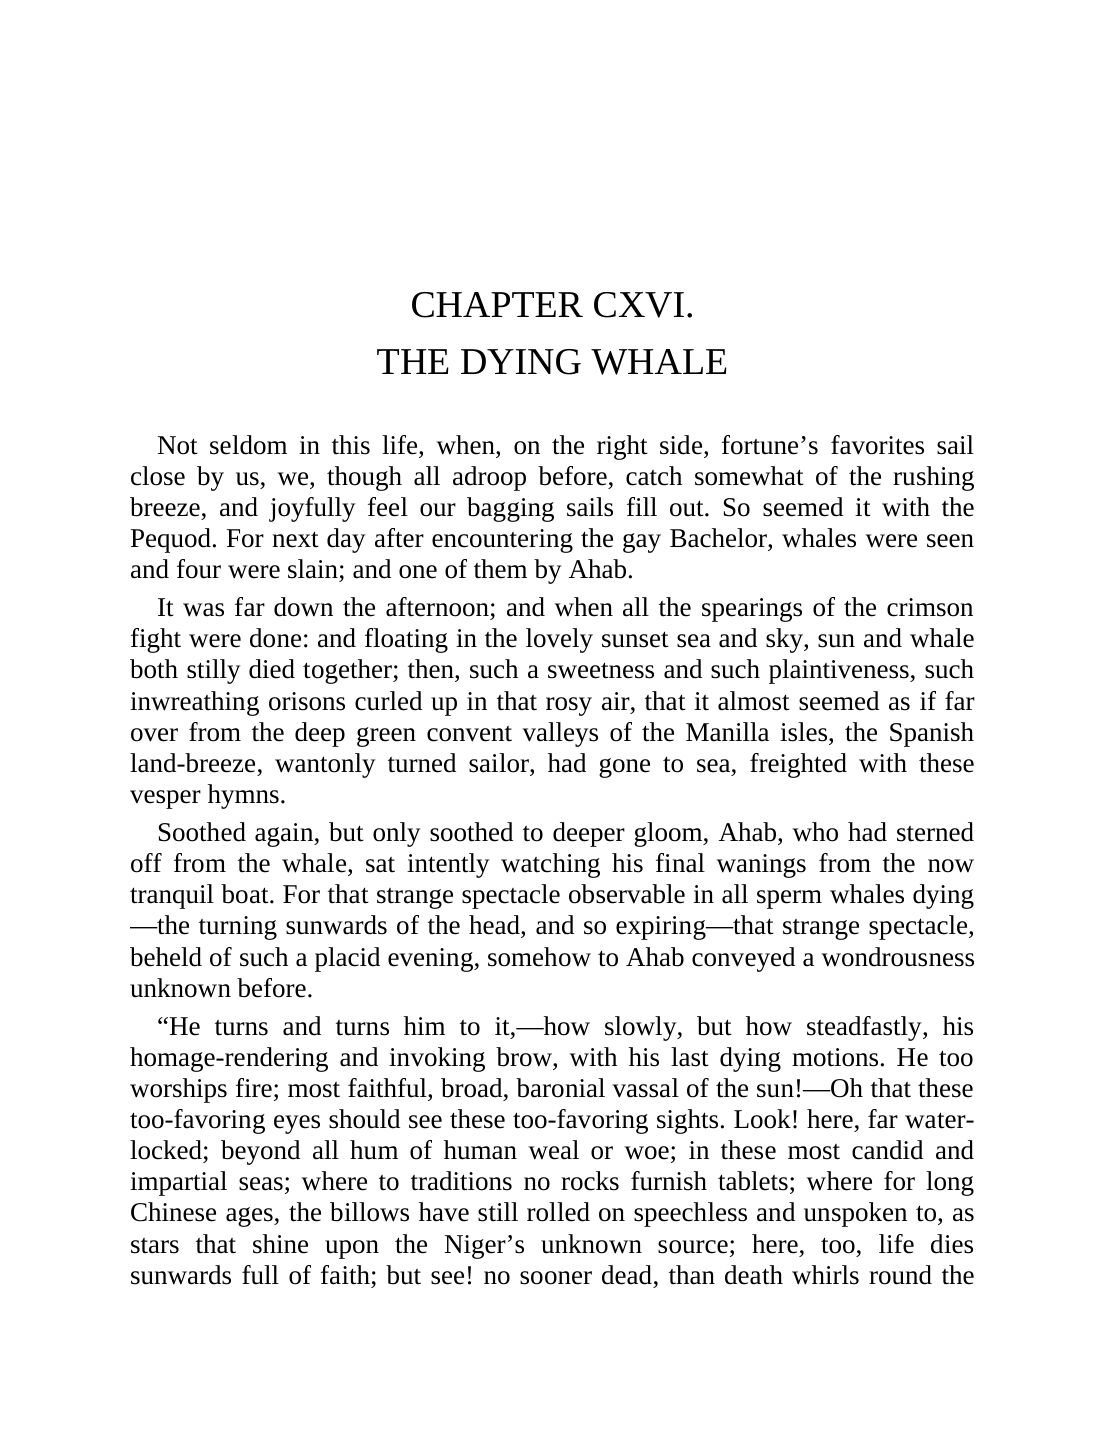 CHAPTER CXVI.
THE DYING WHALE
Not seldom in this life, when, on the right side, fortune’s favorites sail
close by us, we, though all adroop before, catch somewhat of the rushing
breeze, and joyfully feel our bagging sails fill out. So seemed it with the
Pequod. For next day after encountering the gay Bachelor, whales were seen
and four were slain; and one of them by Ahab.
It was far down the afternoon; and when all the spearings of the crimson
fight were done: and floating in the lovely sunset sea and sky, sun and whale
both stilly died together; then, such a sweetness and such plaintiveness, such
inwreathing orisons curled up in that rosy air, that it almost seemed as if far
over from the deep green convent valleys of the Manilla isles, the Spanish
land-breeze, wantonly turned sailor, had gone to sea, freighted with these
vesper hymns.
Soothed again, but only soothed to deeper gloom, Ahab, who had sterned
off from the whale, sat intently watching his final wanings from the now
tranquil boat. For that strange spectacle observable in all sperm whales dying
—the turning sunwards of the head, and so expiring—that strange spectacle,
beheld of such a placid evening, somehow to Ahab conveyed a wondrousness
unknown before.
“He turns and turns him to it,—how slowly, but how steadfastly, his
homage-rendering and invoking brow, with his last dying motions. He too
worships fire; most faithful, broad, baronial vassal of the sun!—Oh that these
too-favoring eyes should see these too-favoring sights. Look! here, far water-
locked; beyond all hum of human weal or woe; in these most candid and
impartial seas; where to traditions no rocks furnish tablets; where for long
Chinese ages, the billows have still rolled on speechless and unspoken to, as
stars that shine upon the Niger’s unknown source; here, too, life dies
sunwards full of faith; but see! no sooner dead, than death whirls round the